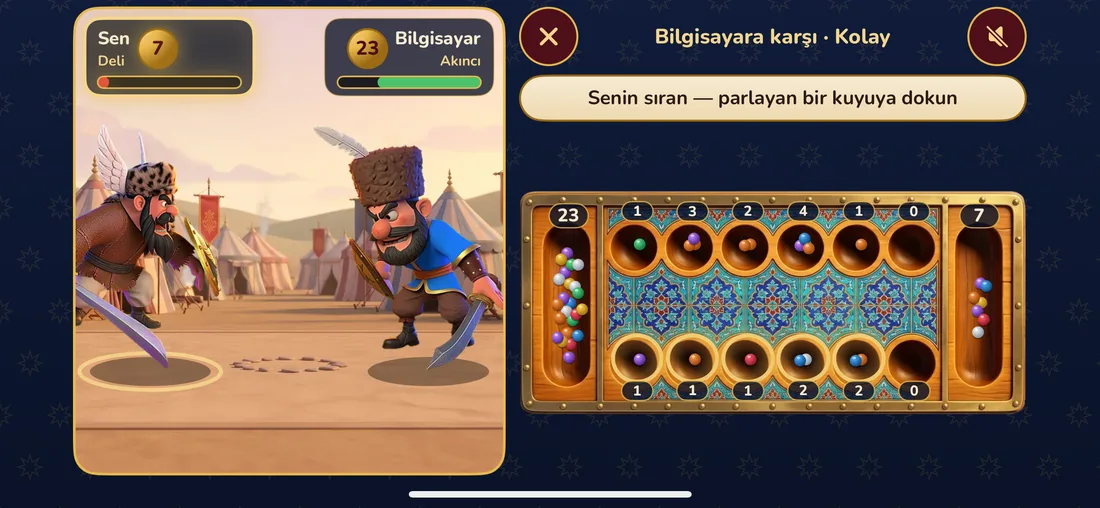 Sen
7
Deli
23
Bilgisayar
Akıncı
Bilgisayara karşı · Kolay
Senin sıran — parlayan bir kuyuya dokun
23
1
3
2
4
1
0
7
1
1
1
2
2
0